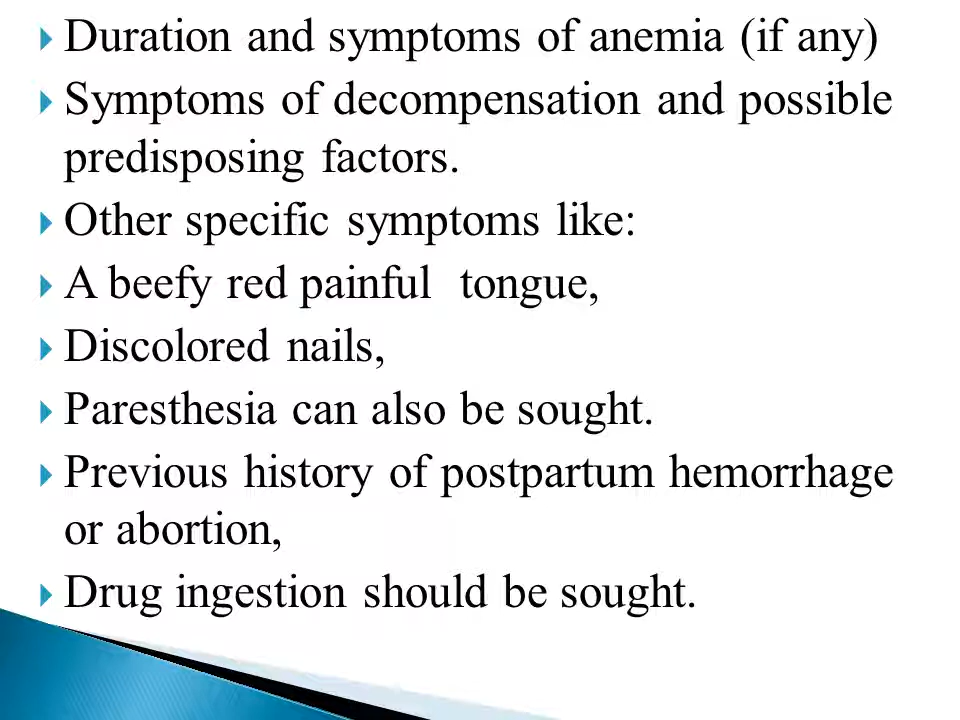 Duration and symptoms of anemia (if any)
Symptoms of decompensation and possible
predisposing factors.
Other specific symptoms like:
A beefy red painful  tongue,
Discolored nails,
Paresthesia can also be sought.
Previous history of postpartum hemorrhage
or abortion,
Drug ingestion should be sought.